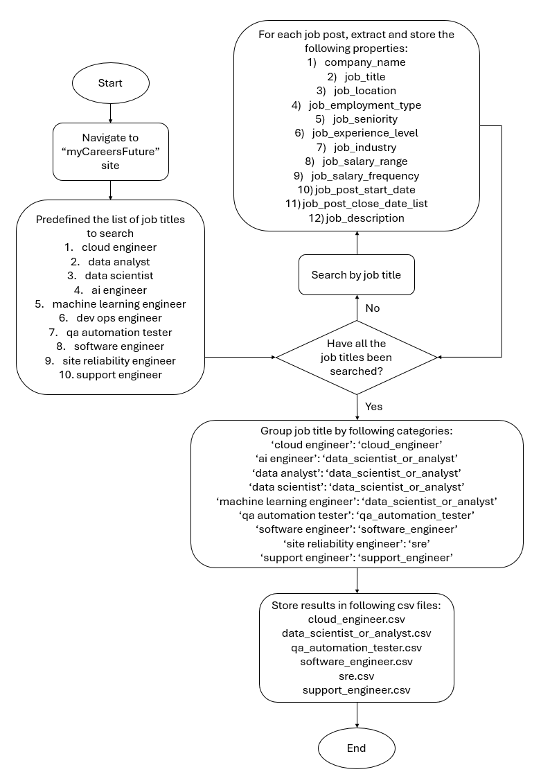 Start
Navigate to
“myCareersFuture”
site
Predefined the list of job titles
to search
1. cloud engineer
2. data analyst
3. data scientist
4. ai engineer
5. machine learning engineer
6. dev ops engineer
7. qa automation tester
8. software engineer
9. site reliability engineer
10. support engineer
For each job post, extract and store the
following properties:
1) company_name
2) job_title
3) job_location
4) job_employment_type
5) job_seniority
6) job_experience_level
7) job_industry
8) job_salary_range
9) job_salary_frequency
10) job_post_start_date
11) job_post_close_date_list
12) job_description
Search by job title
No
Have all the
job titles been
searched?
Yes
Group job title by following categories:
‘cloud engineer’: ‘cloud_engineer’
‘ai engineer’: ‘data_scientist_or_analyst’
‘data analyst’: ‘data_scientist_or_analyst’
‘data scientist’: ‘data_scientist_or_analyst’
‘machine learning engineer’: ‘data_scientist_or_analyst’
‘qa automation tester’: ‘qa_automation_tester’
‘software engineer’: ‘software_engineer’
‘site reliability engineer’: ‘sre’
‘support engineer’: ‘support_engineer’
Store results in following csv files:
cloud_engineer.csv
data_scientist_or_analyst.csv
qa_automation_tester.csv
software_engineer.csv
sre.csv
support_engineer.csv
End